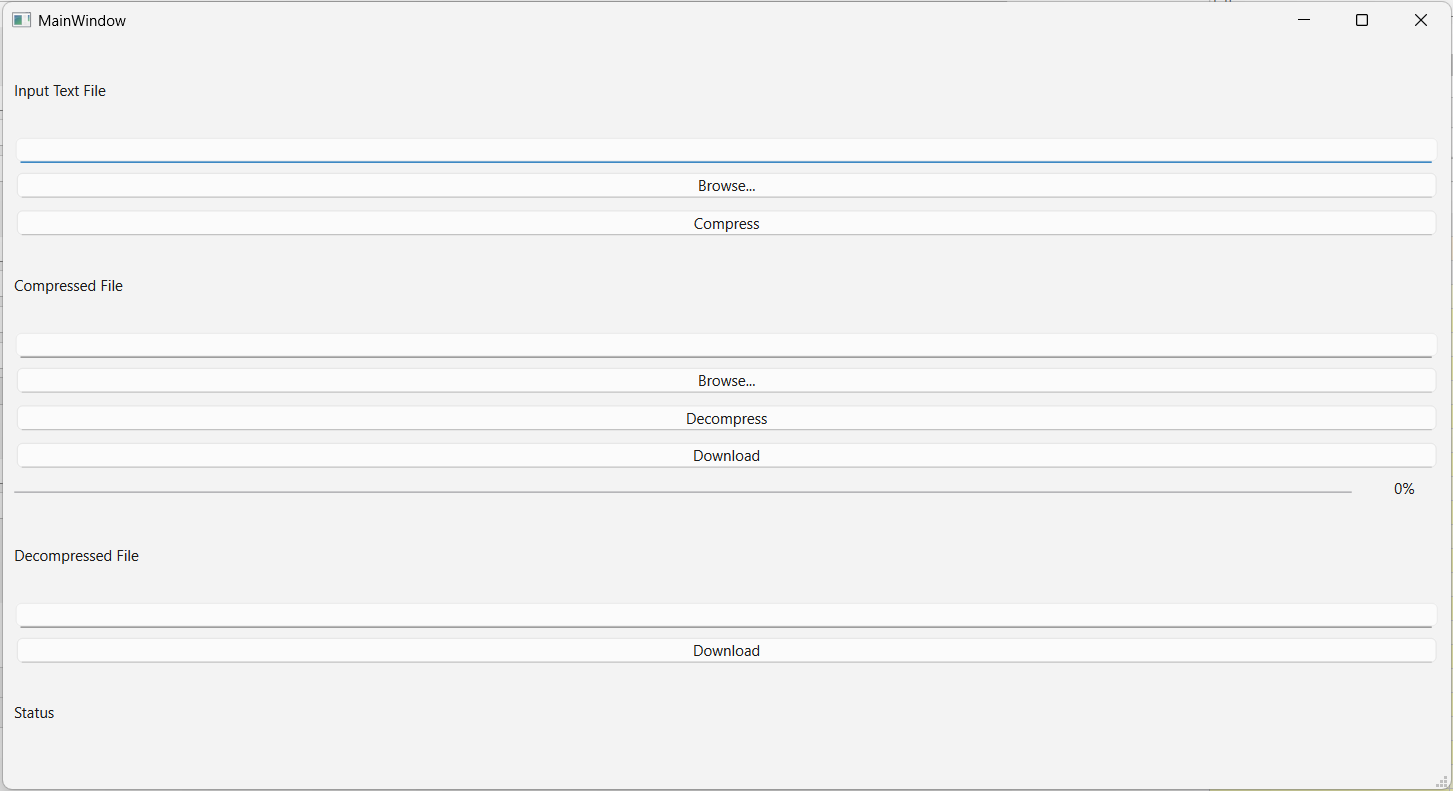 MainWindow
Input Text File
Browse...
Compress
Compressed File
Browse...
Decompress
Download
0%
Decompressed File
Download
Status